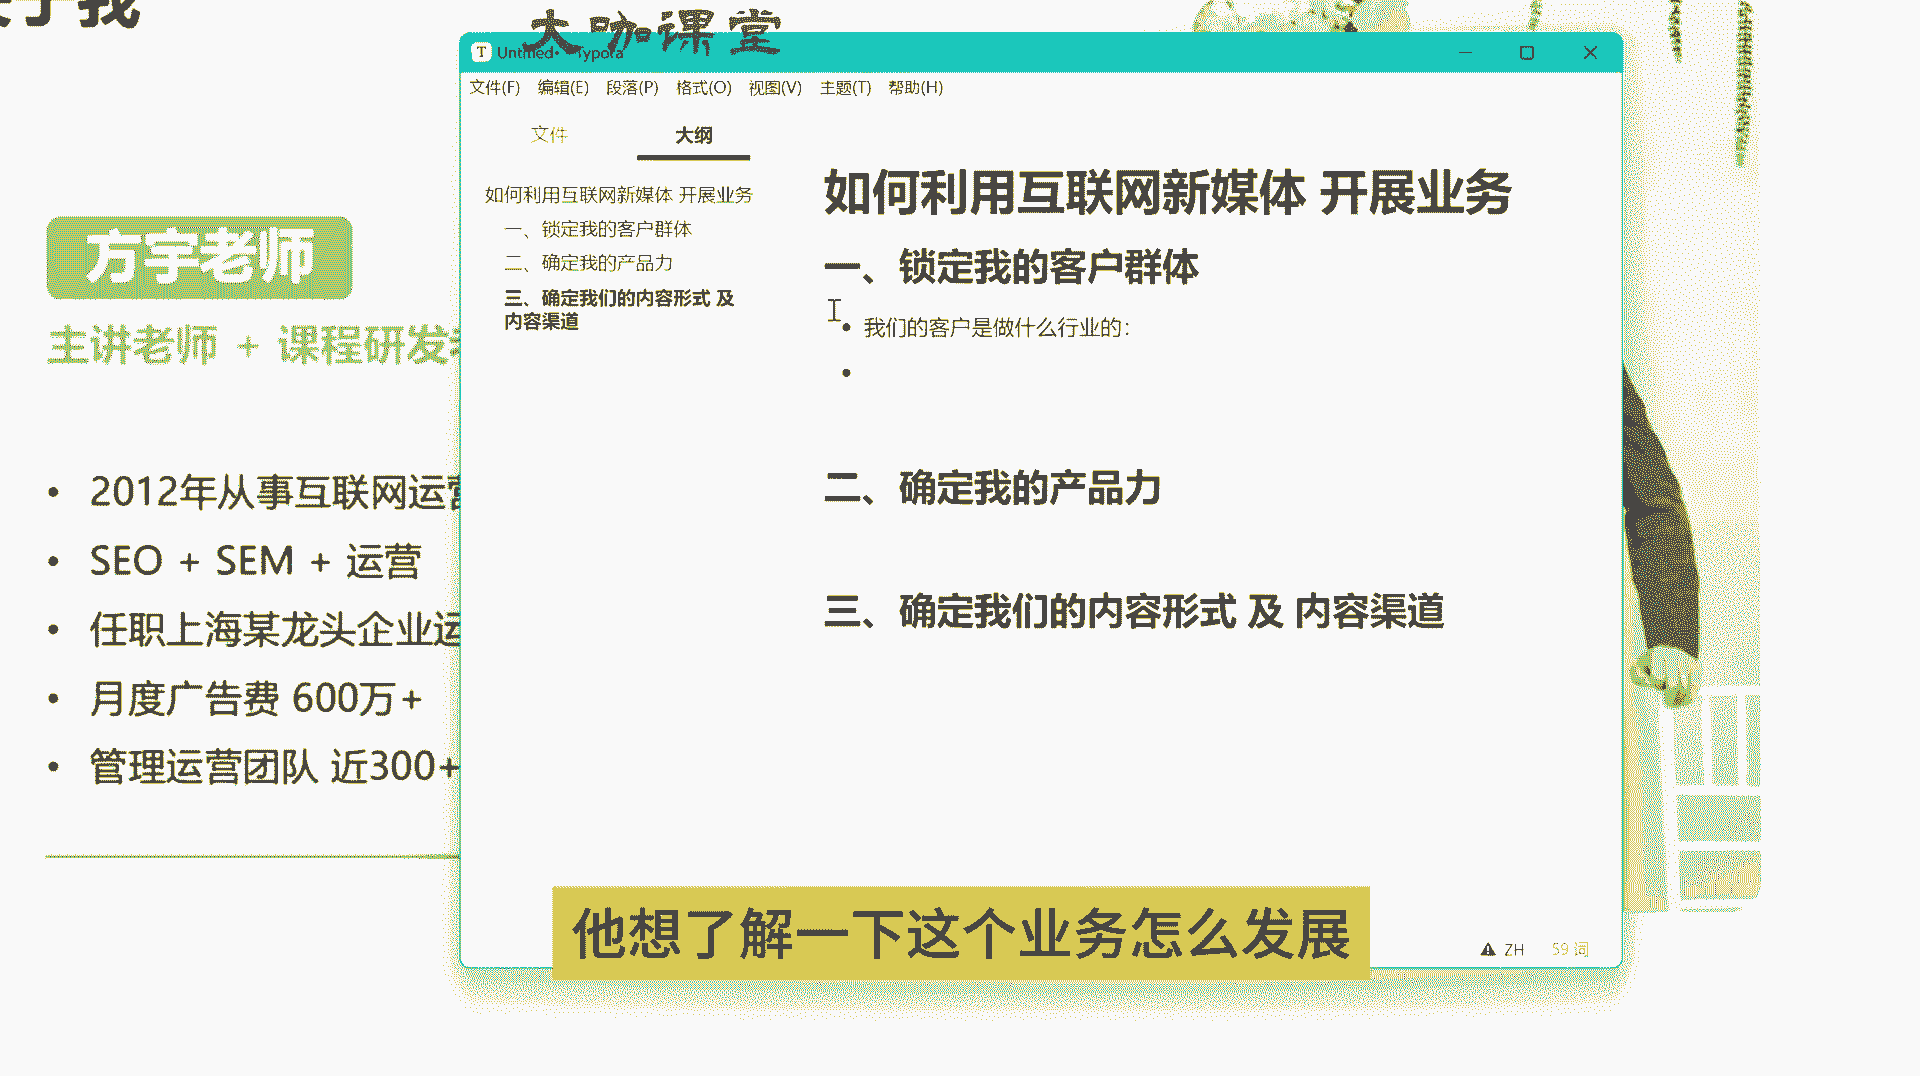 于我
大咖课堂
Untitled• - Typora
文件(F) 编辑(E) 段落(P) 格式(O) 视图(V) 主题(T) 帮助(H)
文件 大纲
如何利用互联网新媒体 开展业务
一、锁定我的客户群体
二、确定我的产品力
三、确定我们的内容形式 及
内容渠道
如何利用互联网新媒体 开展业务
一、锁定我的客户群体
• 我们的客户是做什么行业的:
•
二、确定我的产品力
三、确定我们的内容形式 及 内容渠道
ZH 59 词
方宇老师
主讲老师 + 课程研发
• 2012年从事互联网运营
• SEO + SEM + 运营
• 任职上海某龙头企业运
• 月度广告费 600万+
• 管理运营团队 近300+
他想了解一下这个业务怎么发展